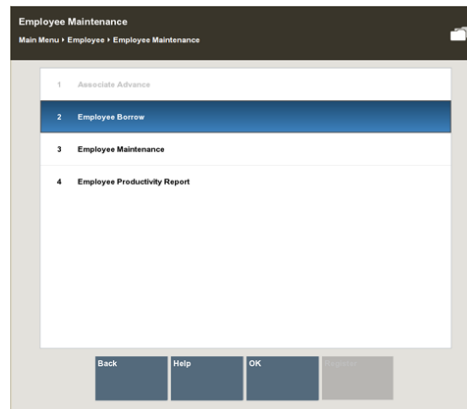 Employee Maintenance
Main Menu › Employee › Employee Maintenance
1 Associate Advance
2 Employee Borrow
3 Employee Maintenance
4 Employee Productivity Report
Back Help OK Register